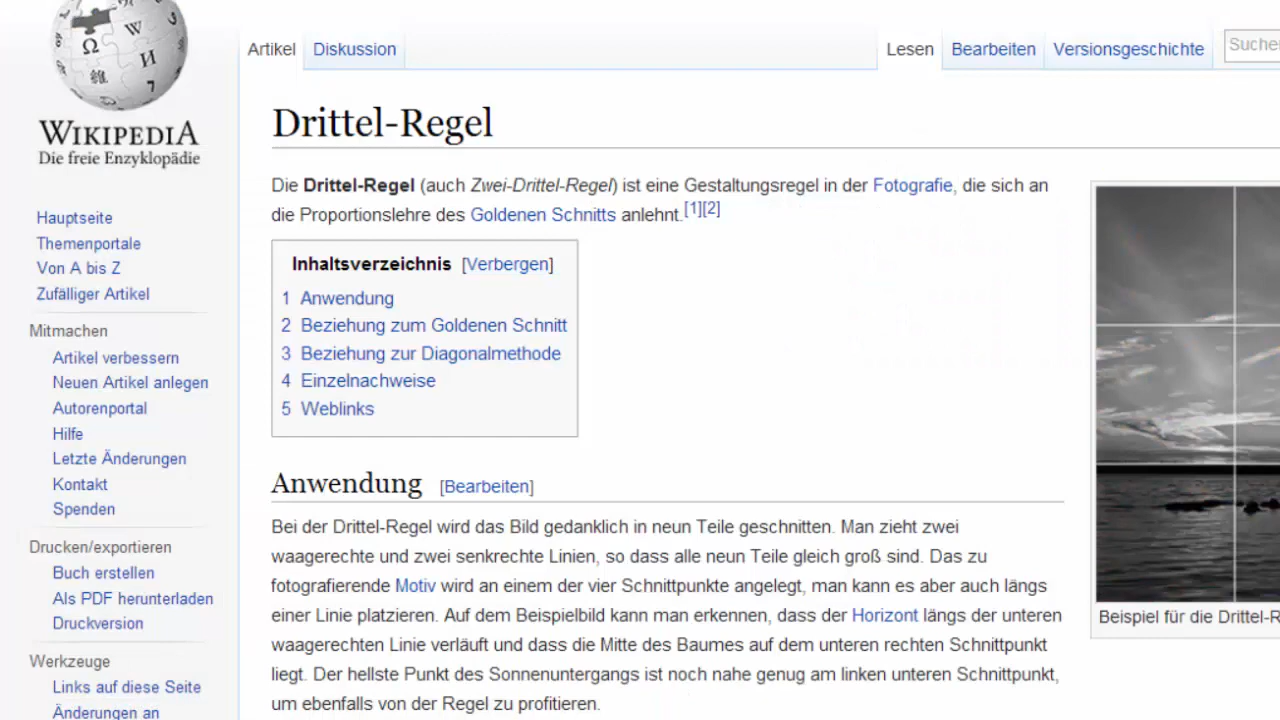 WIKIPEDIA
Die freie Enzyklopädie
Artikel Diskussion Lesen Bearbeiten Versionsgeschichte
Drittel-Regel
Die Drittel-Regel (auch Zwei-Drittel-Regel) ist eine Gestaltungsregel in der Fotografie, die sich an
die Proportionslehre des Goldenen Schnitts anlehnt.[1][2]
Inhaltsverzeichnis [Verbergen]
1 Anwendung
2 Beziehung zum Goldenen Schnitt
3 Beziehung zur Diagonalmethode
4 Einzelnachweise
5 Weblinks
Anwendung [Bearbeiten]
Bei der Drittel-Regel wird das Bild gedanklich in neun Teile geschnitten. Man zieht zwei
waagerechte und zwei senkrechte Linien, so dass alle neun Teile gleich groß sind. Das zu
fotografierende Motiv wird an einem der vier Schnittpunkte angelegt, man kann es aber auch längs
einer Linie platzieren. Auf dem Beispielbild kann man erkennen, dass der Horizont längs der unteren
waagerechten Linie verläuft und dass die Mitte des Baumes auf dem unteren rechten Schnittpunkt
liegt. Der hellste Punkt des Sonnenuntergangs ist noch nahe genug am linken unteren Schnittpunkt,
um ebenfalls von der Regel zu profitieren.
Beispiel für die Drittel-R
Hauptseite
Themenportale
Von A bis Z
Zufälliger Artikel
Mitmachen
Artikel verbessern
Neuen Artikel anlegen
Autorenportal
Hilfe
Letzte Änderungen
Kontakt
Spenden
Drucken/exportieren
Buch erstellen
Als PDF herunterladen
Druckversion
Werkzeuge
Links auf diese Seite
Änderungen an